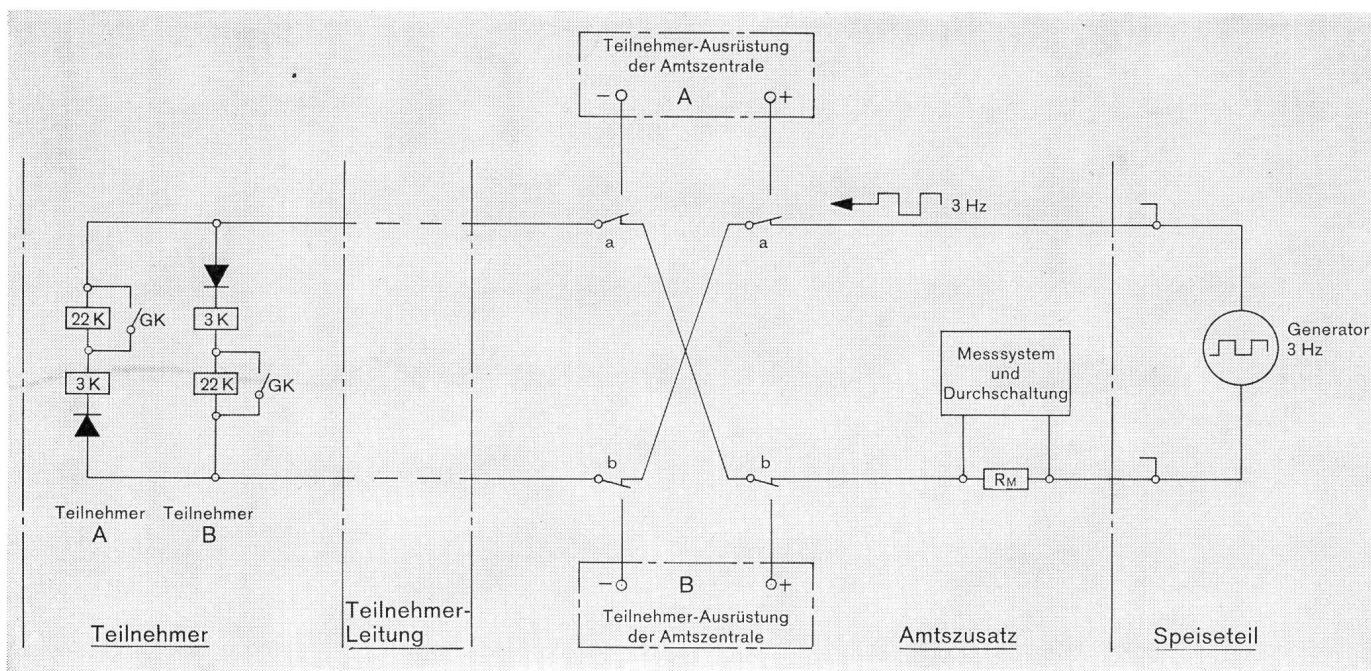 Teilnehmer-Ausrüstung
der Amtszentrale
- A +
3 Hz
a
a
22 K
GK
3 K
3 K
22 K
GK
Generator
3 Hz
Messsystem
und
Durchschaltung
b
b
RM
Teilnehmer
A
Teilnehmer
B
- B +
Teilnehmer-Ausrüstung
der Amtszentrale
Teilnehmer
Teilnehmer-
Leitung
Amtszusatz
Speiseteil